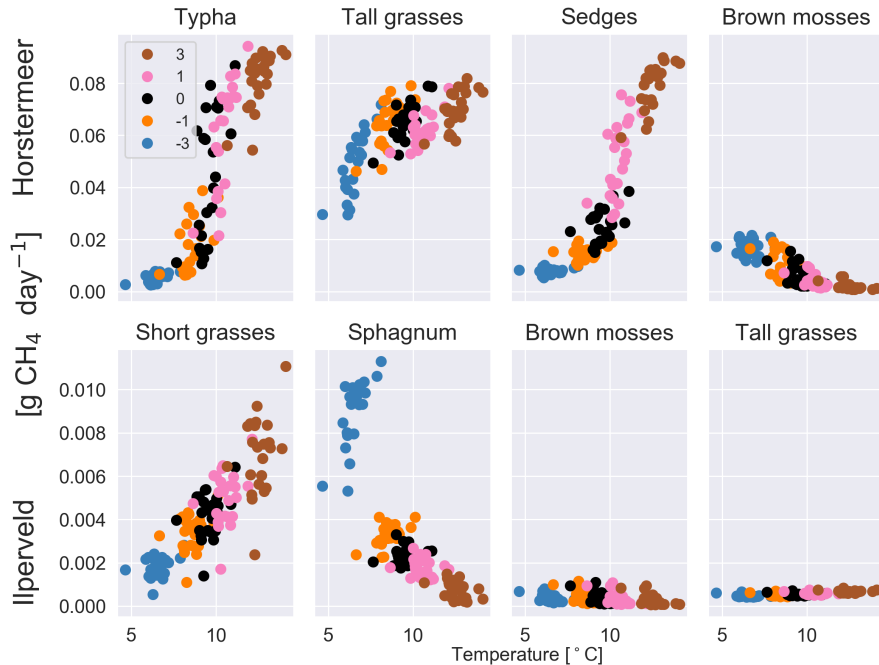 Typha
Tall grasses
Sedges
Brown mosses
3
1
0
-1
-3
0.08
0.06
0.04
0.02
0.00
Horstermeer
[g CH₄ day⁻¹]
Short grasses
Sphagnum
Brown mosses
Tall grasses
0.010
0.008
0.006
0.004
0.002
0.000
Ilperveld
5 10 5 10 5 10 5 10
Temperature [°C]